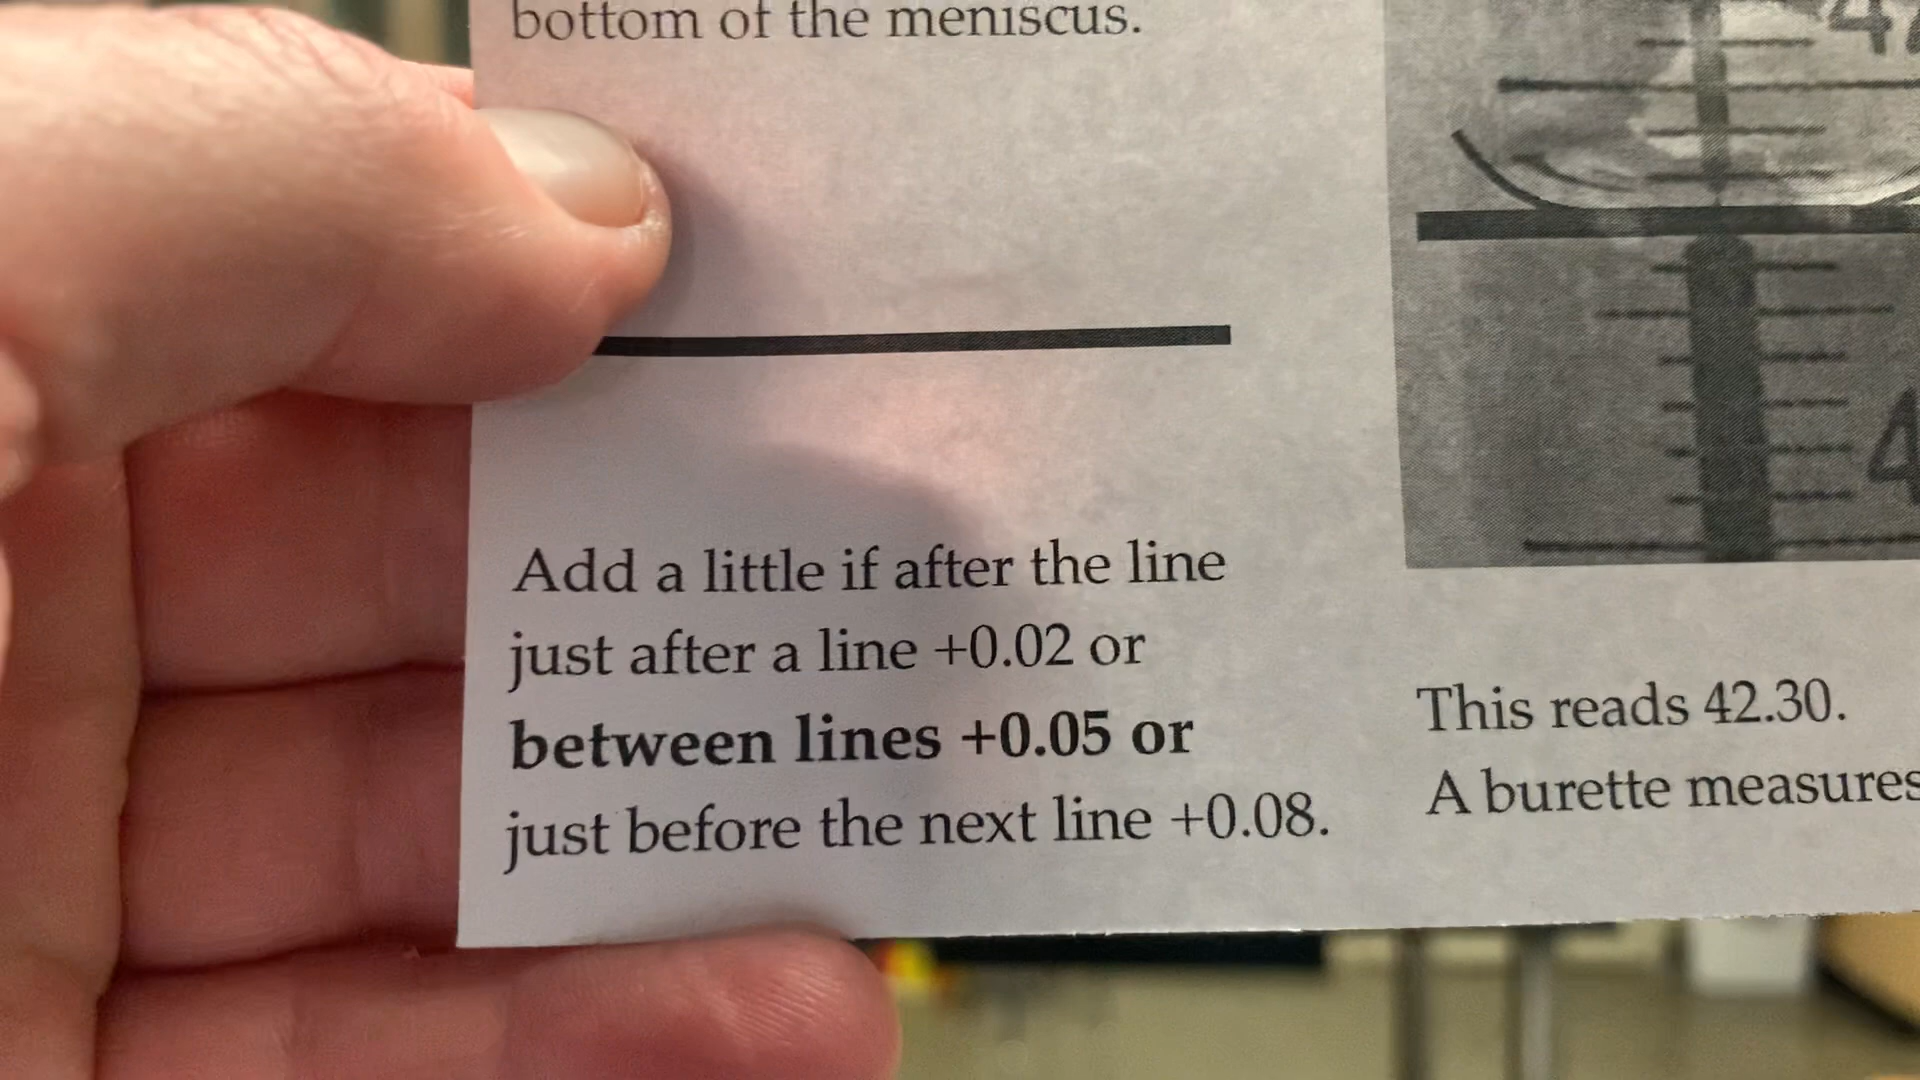 bottom of the meniscus.
Add a little if after the line
just after a line +0.02 or
between lines +0.05 or
just before the next line +0.08.
This reads 42.30.
A burette measures